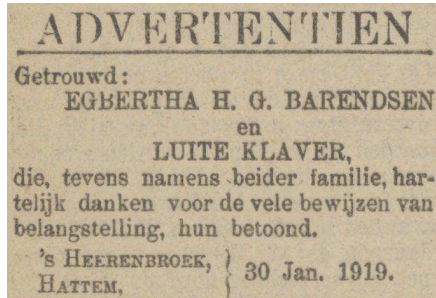 ADVERTENTIEN
Getrouwd:
EGBERTHA H. G. BARENDSEN
en
LUITE KLAVER,
die, tevens namens beider familie, har-
telijk danken voor de vele bewijzen van
belangstelling, hun betoond.
's HEERENBROEK,
HATTEM,
30 Jan. 1919.